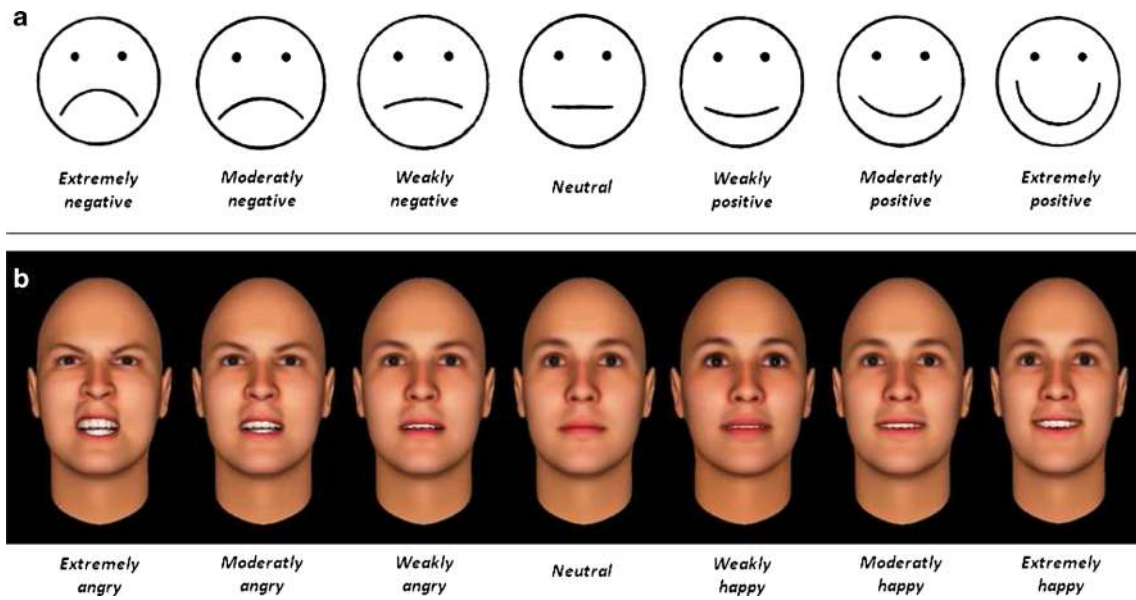 a
Extremely
negative
Moderatly
negative
Weakly
negative
Neutral
Weakly
positive
Moderatly
positive
Extremely
positive
b
Extremely
angry
Moderatly
angry
Weakly
angry
Neutral
Weakly
happy
Moderatly
happy
Extremely
happy